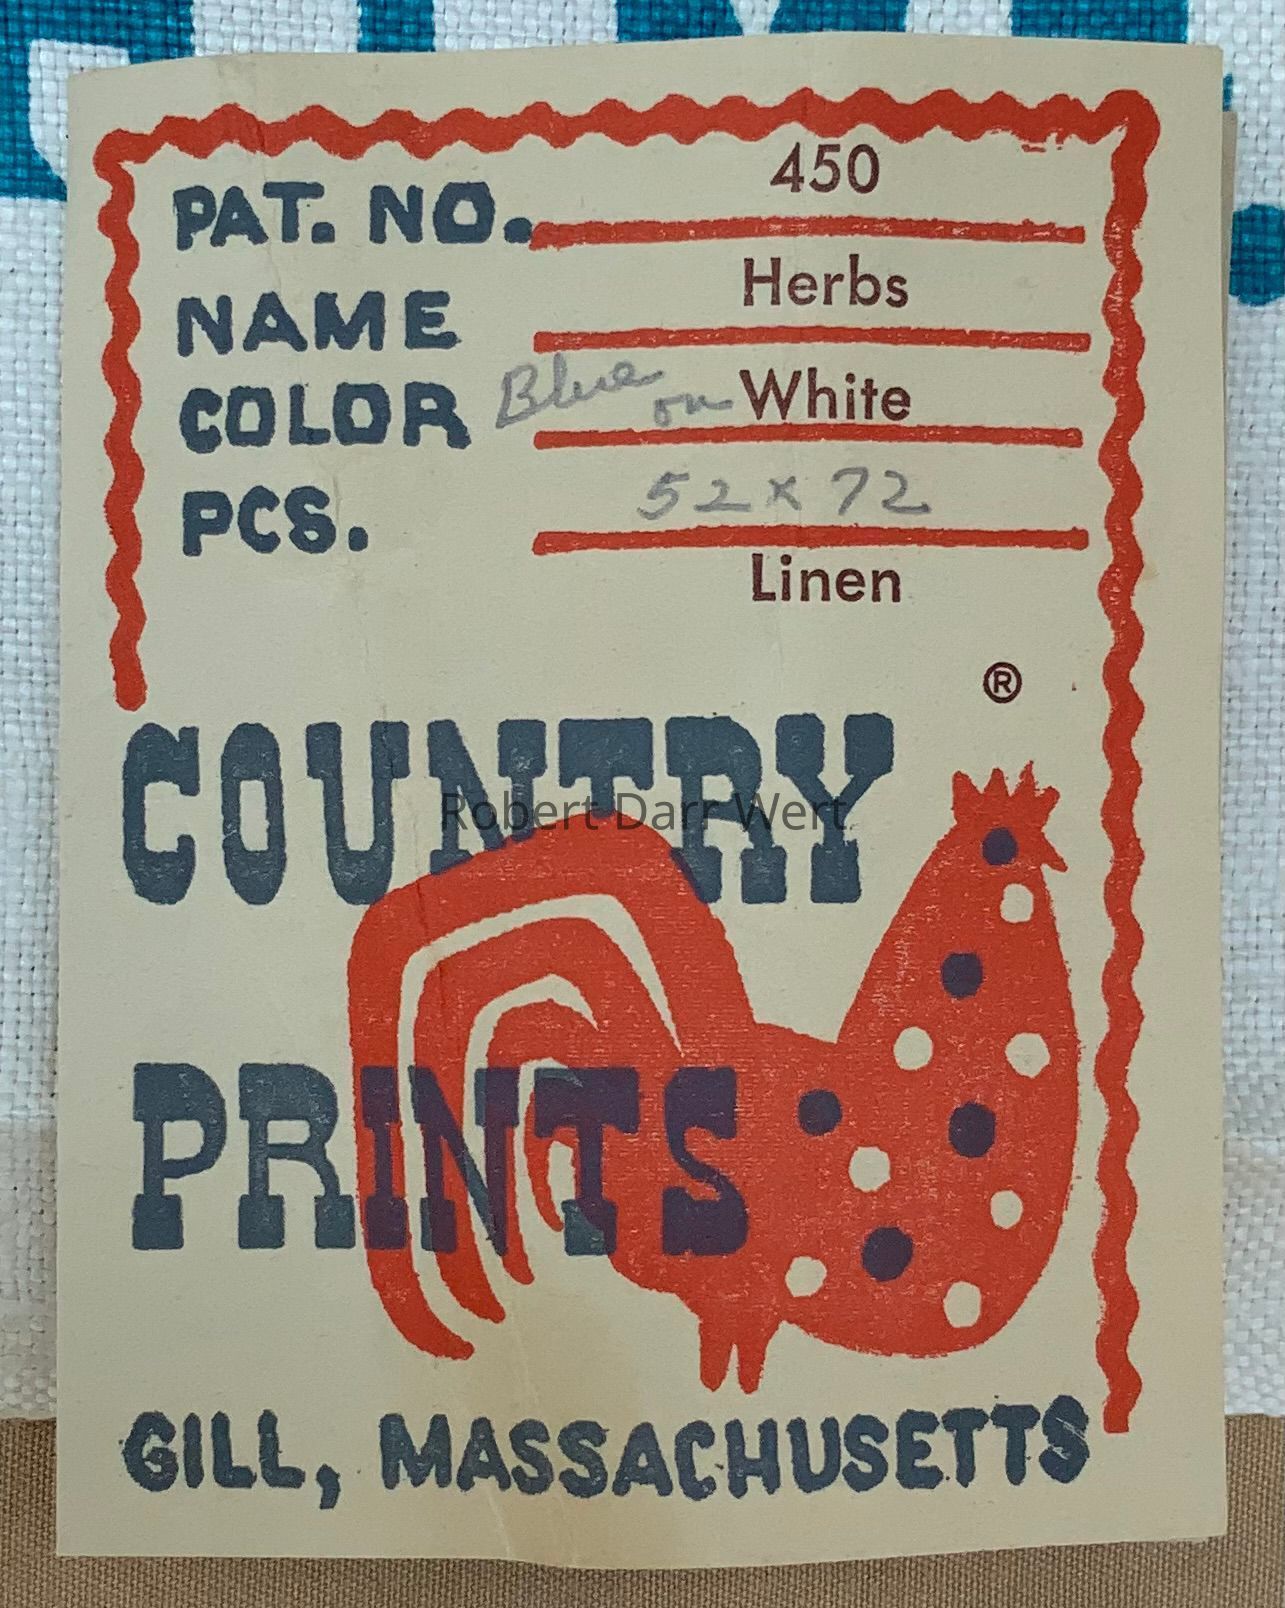 450
PAT. NO.
Herbs
NAME
COLOR Blue on White
PCS. 52 x 72
Linen
®
COUNTRY
Robert Darr Wert
PRINTS
GILL, MASSACHUSETTS